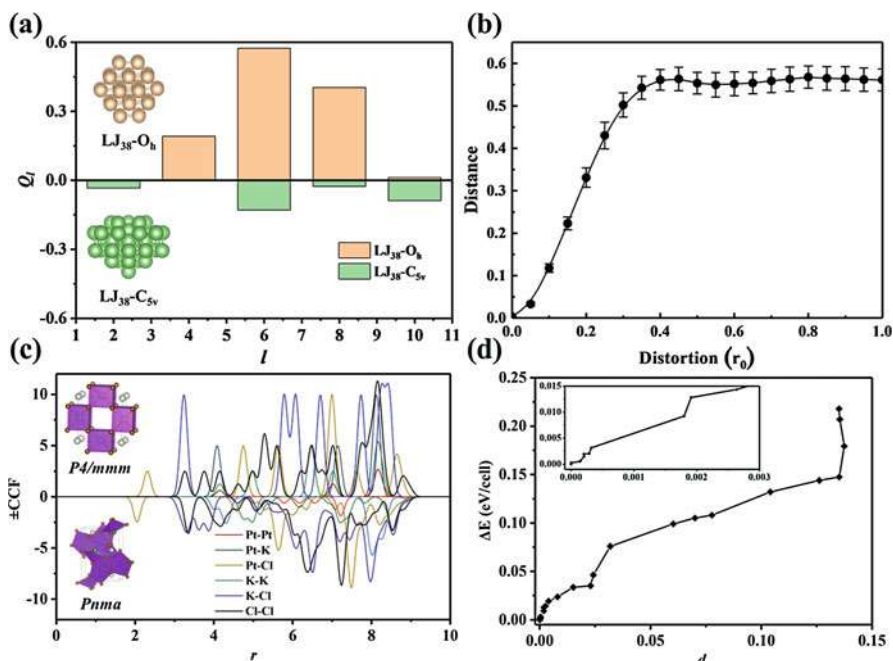 (a)
0.6
0.3
0.0
-0.3
-0.6
Q_l
LJ38-Oh
LJ38-C5v
LJ38-Oh
LJ38-C5v
1 2 3 4 5 6 7 8 9 10 11
l
(b)
0.6
0.5
0.4
0.3
0.2
0.1
0.0
Distance
0.0 0.2 0.4 0.6 0.8 1.0
Distortion (r0)
(c)
10
5
0
-5
-10
±CCF
P4/mmm
Pnma
Pt-Pt
Pt-K
Pt-Cl
K-K
K-Cl
Cl-Cl
0 2 4 6 8 10
r
(d)
0.25
0.20
0.15
0.10
0.05
0.00
ΔE (eV/cell)
0.015
0.010
0.005
0.000
0.000 0.001 0.002 0.003
0.00 0.05 0.10 0.15